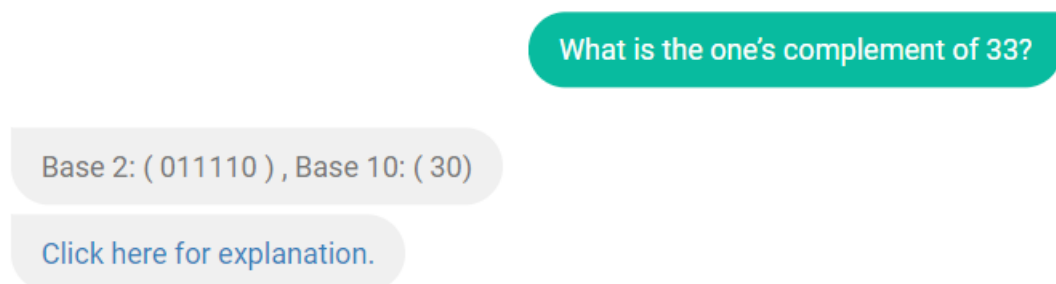 What is the one’s complement of 33?
Base 2: ( 011110 ) , Base 10: ( 30)
Click here for explanation.